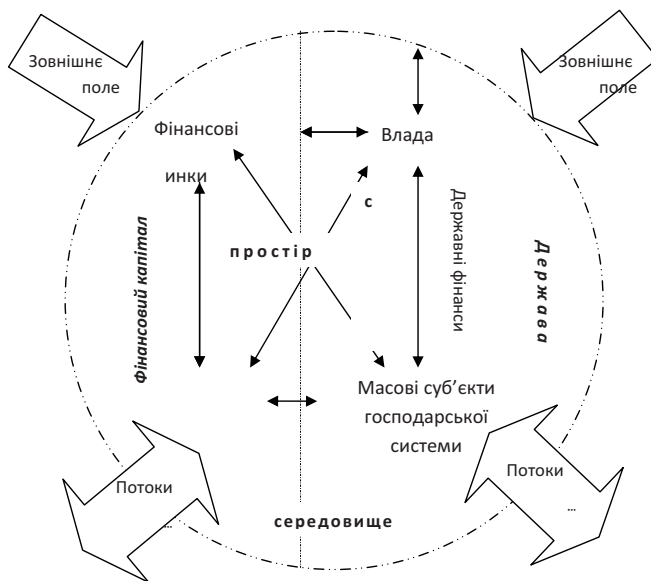 Зовнішнє
поле
Зовнішнє
поле
Фінансові
инки
Влада
с
простір
Фінансовий капітал
Державні фінанси
Держава
Масові суб’єкти
господарської
системи
Потоки
...
Потоки
...
середовище